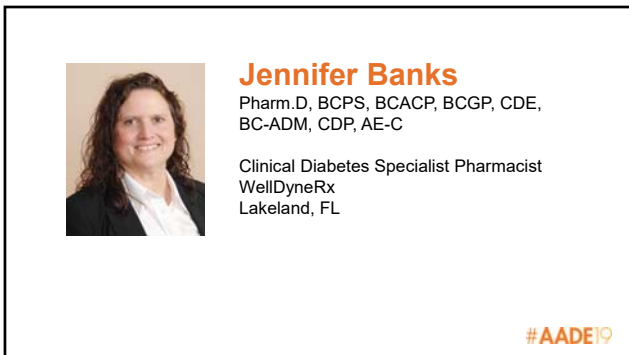 Jennifer Banks
Pharm.D, BCPS, BCACP, BCGP, CDE,
BC-ADM, CDP, AE-C
Clinical Diabetes Specialist Pharmacist
WellDyneRx
Lakeland, FL
#AADE19